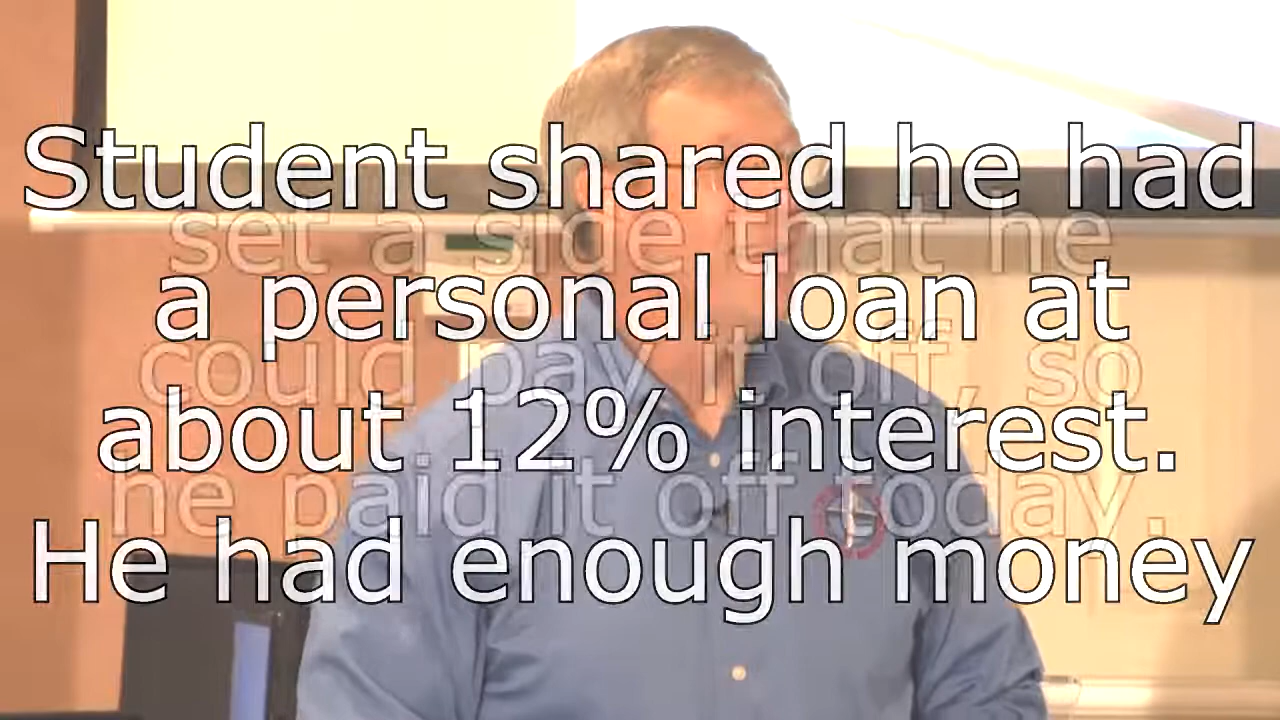 Student shared he had
a personal loan at
about 12% interest.
He had enough money
set a side that he
could pay it off, so
he paid it off today.